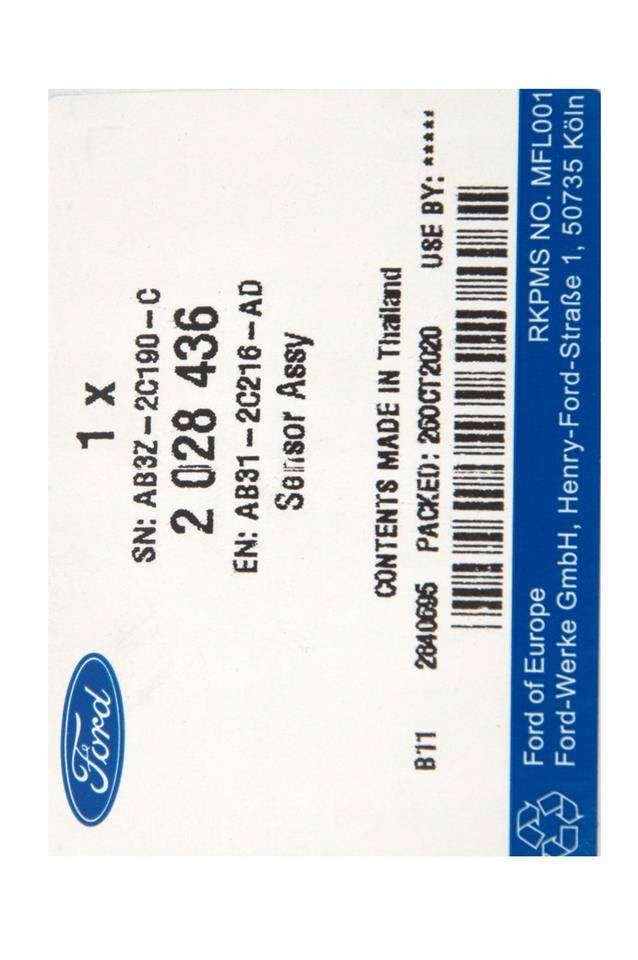 Ford
1 x
SN: AB3Z-2C190-C
2 028 436
EN: AB31-2C216-AD
Sensor Assy
CONTENTS MADE IN Thailand
B11 2840695 PACKED: 26OCT2020 USE BY: *****
Ford of Europe RKPMS NO. MFL001
Ford-Werke GmbH, Henry-Ford-Straße 1, 50735 Köln